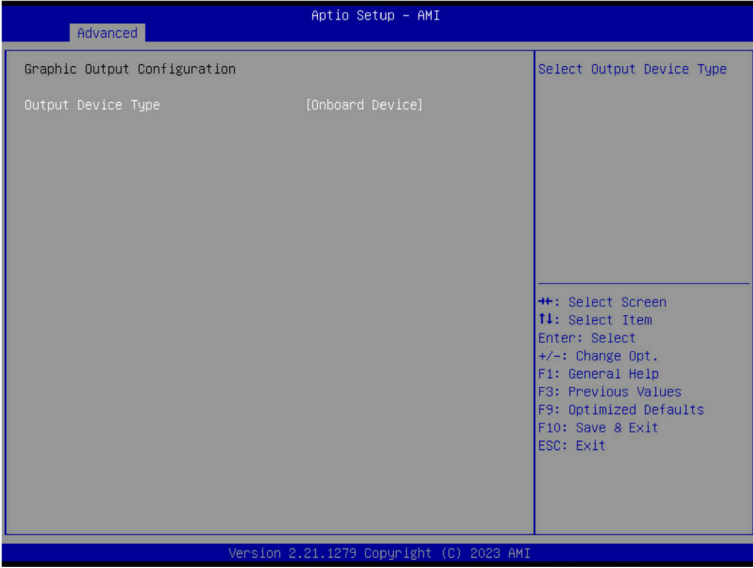 Aptio Setup – AMI
Advanced
Graphic Output Configuration
Output Device Type [Onboard Device]
Select Output Device Type
→←: Select Screen
↑↓: Select Item
Enter: Select
+/-: Change Opt.
F1: General Help
F3: Previous Values
F9: Optimized Defaults
F10: Save & Exit
ESC: Exit
Version 2.21.1279 Copyright (C) 2023 AMI